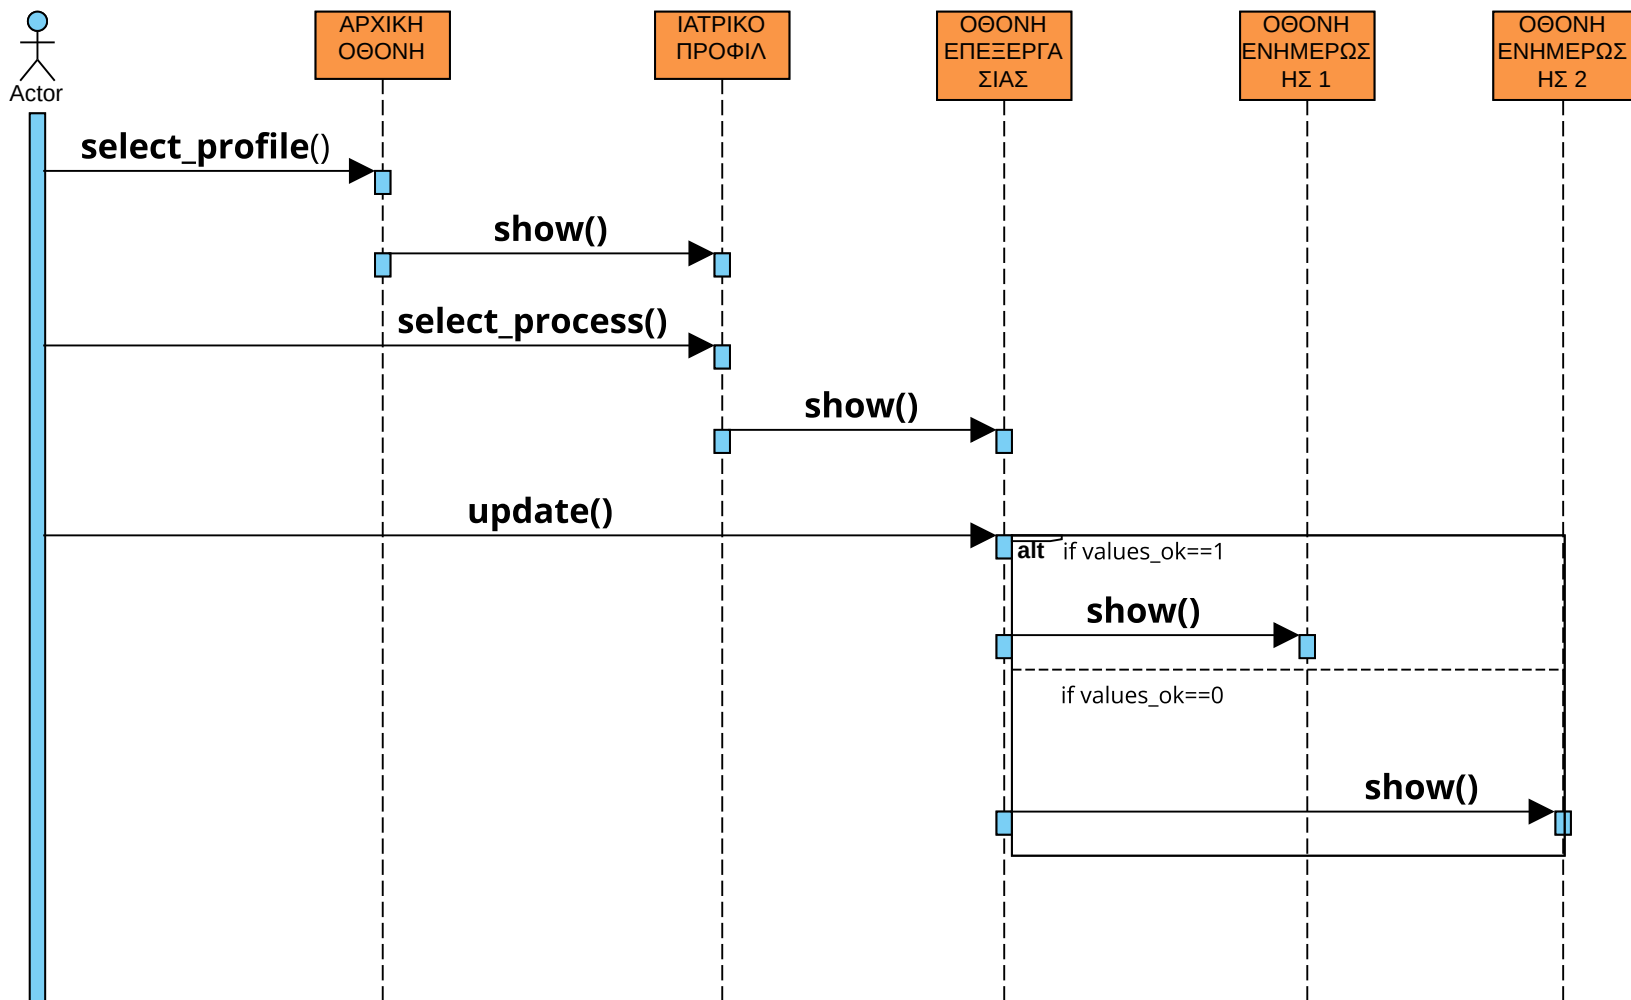 Actor
ΑΡΧΙΚΗ
ΟΘΟΝΗ
ΙΑΤΡΙΚΟ
ΠΡΟΦΙΛ
ΟΘΟΝΗ
ΕΠΕΞΕΡΓΑ
ΣΙΑΣ
ΟΘΟΝΗ
ΕΝΗΜΕΡΩΣ
ΗΣ 1
ΟΘΟΝΗ
ΕΝΗΜΕΡΩΣ
ΗΣ 2
select_profile()
show()
select_process()
show()
update()
alt if values_ok==1
show()
if values_ok==0
show()